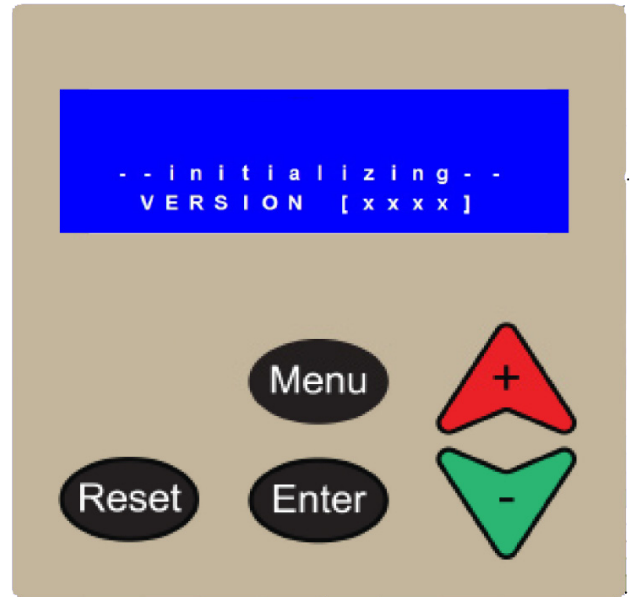 --initializing--
VERSION [xxxx]
Menu
+
Reset
Enter
-